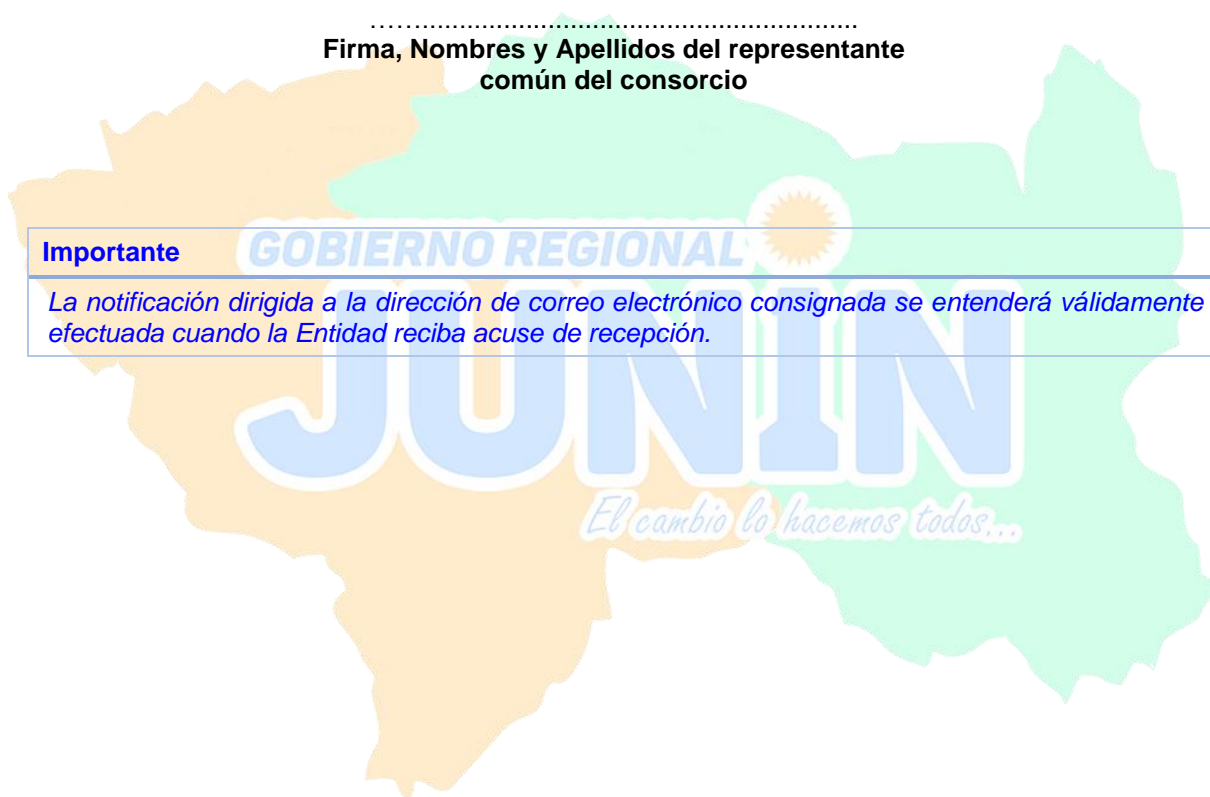 …........................................................
Firma, Nombres y Apellidos del representante
común del consorcio
Importante
GOBIERNO REGIONAL
La notificación dirigida a la dirección de correo electrónico consignada se entenderá válidamente
efectuada cuando la Entidad reciba acuse de recepción.
JUNIN
El cambio lo hacemos todos...